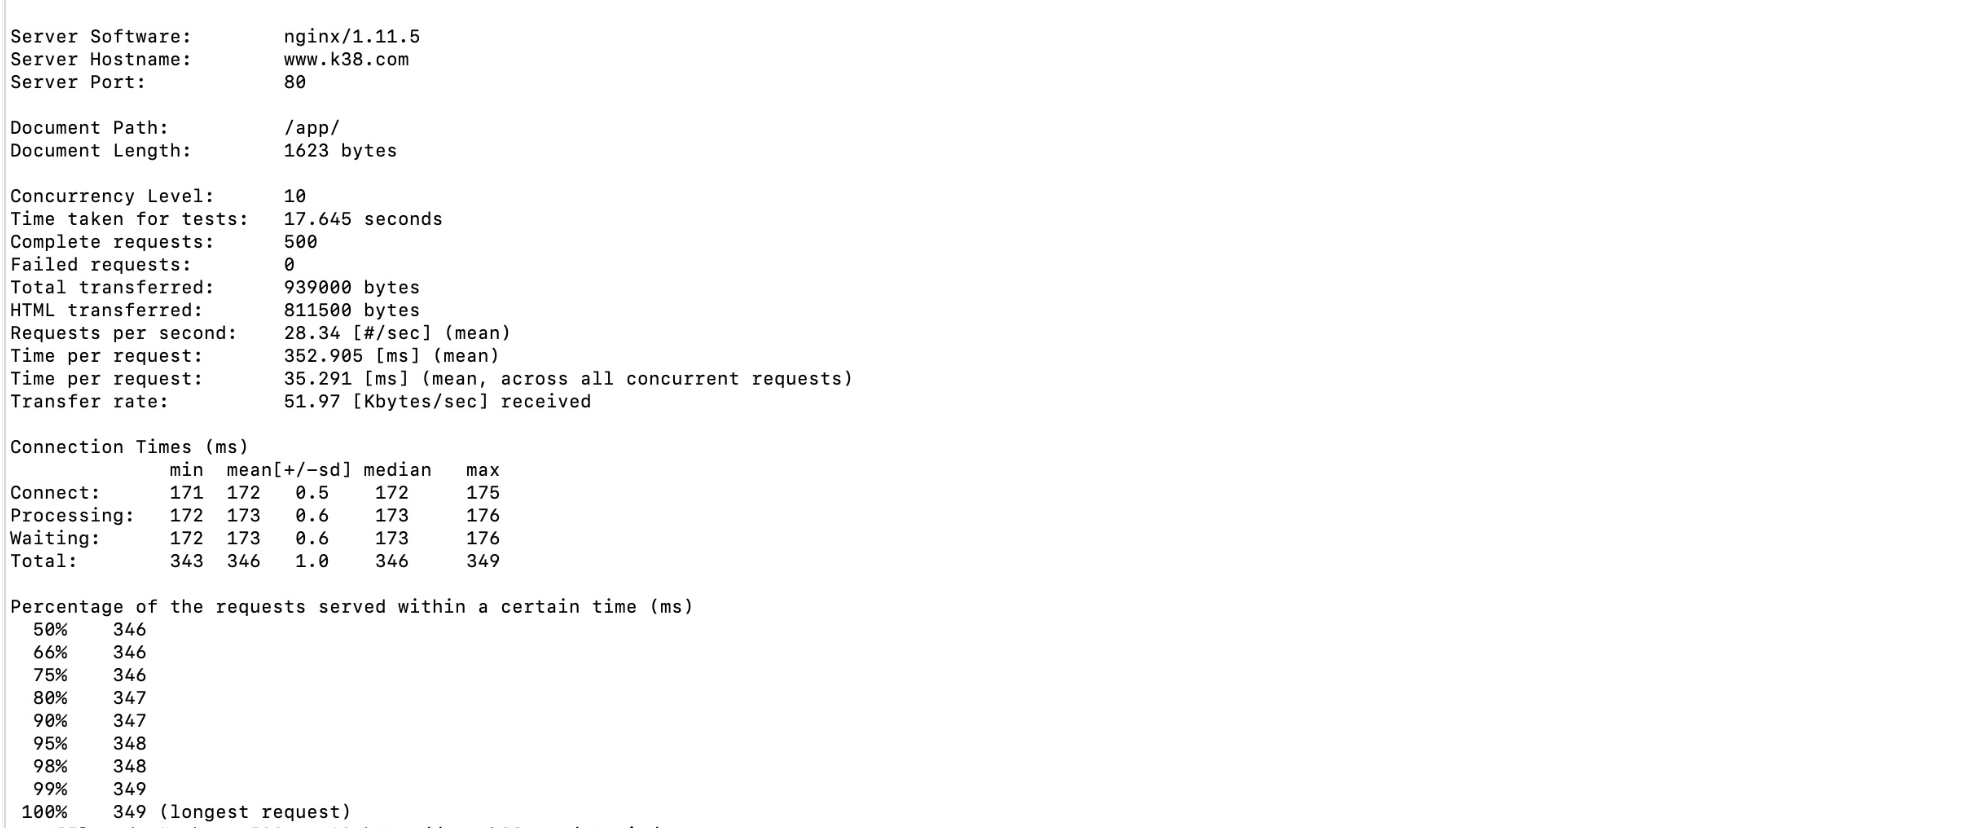 Server Software:        nginx/1.11.5
Server Hostname:        www.k38.com
Server Port:            80

Document Path:          /app/
Document Length:        1623 bytes

Concurrency Level:      10
Time taken for tests:   17.645 seconds
Complete requests:      500
Failed requests:        0
Total transferred:      939000 bytes
HTML transferred:       811500 bytes
Requests per second:    28.34 [#/sec] (mean)
Time per request:       352.905 [ms] (mean)
Time per request:       35.291 [ms] (mean, across all concurrent requests)
Transfer rate:          51.97 [Kbytes/sec] received

Connection Times (ms)
              min  mean[+/-sd] median   max
Connect:      171  172   0.5    172     175
Processing:   172  173   0.6    173     176
Waiting:      172  173   0.6    173     176
Total:        343  346   1.0    346     349

Percentage of the requests served within a certain time (ms)
  50%    346
  66%    346
  75%    346
  80%    347
  90%    347
  95%    348
  98%    348
  99%    349
 100%    349 (longest request)